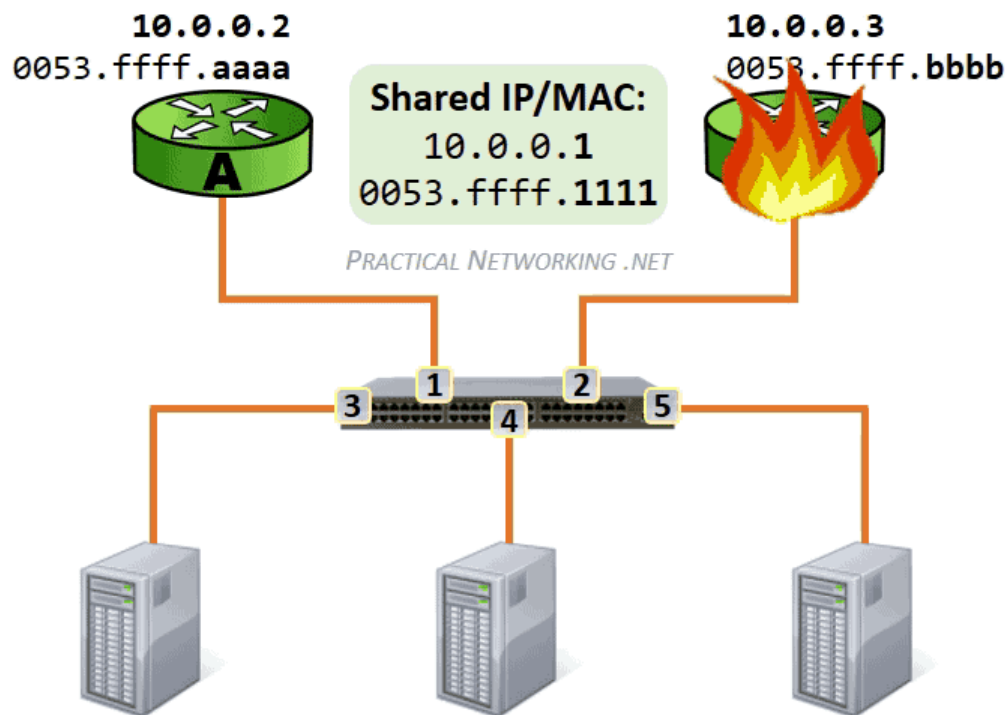 10.0.0.2
0053.ffff.aaaa
10.0.0.3
0053.ffff.bbbb
Shared IP/MAC:
10.0.0.1
0053.ffff.1111
A
PRACTICAL NETWORKING .NET
1
2
3
4
5